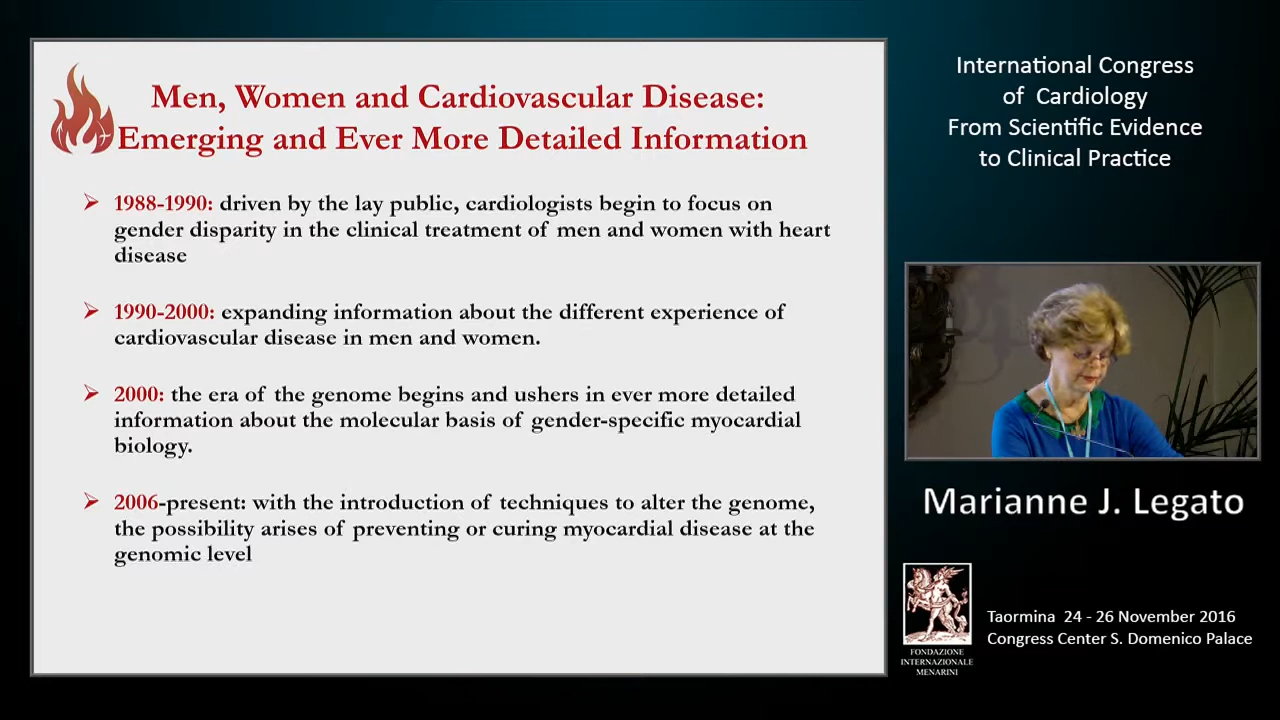 Men, Women and Cardiovascular Disease:
Emerging and Ever More Detailed Information
➢ 1988-1990: driven by the lay public, cardiologists begin to focus on
gender disparity in the clinical treatment of men and women with heart
disease
➢ 1990-2000: expanding information about the different experience of
cardiovascular disease in men and women.
➢ 2000: the era of the genome begins and ushers in ever more detailed
information about the molecular basis of gender-specific myocardial
biology.
➢ 2006-present: with the introduction of techniques to alter the genome,
the possibility arises of preventing or curing myocardial disease at the
genomic level
International Congress
of Cardiology
From Scientific Evidence
to Clinical Practice
Marianne J. Legato
FONDAZIONE
INTERNAZIONALE
MENARINI
Taormina 24 - 26 November 2016
Congress Center S. Domenico Palace